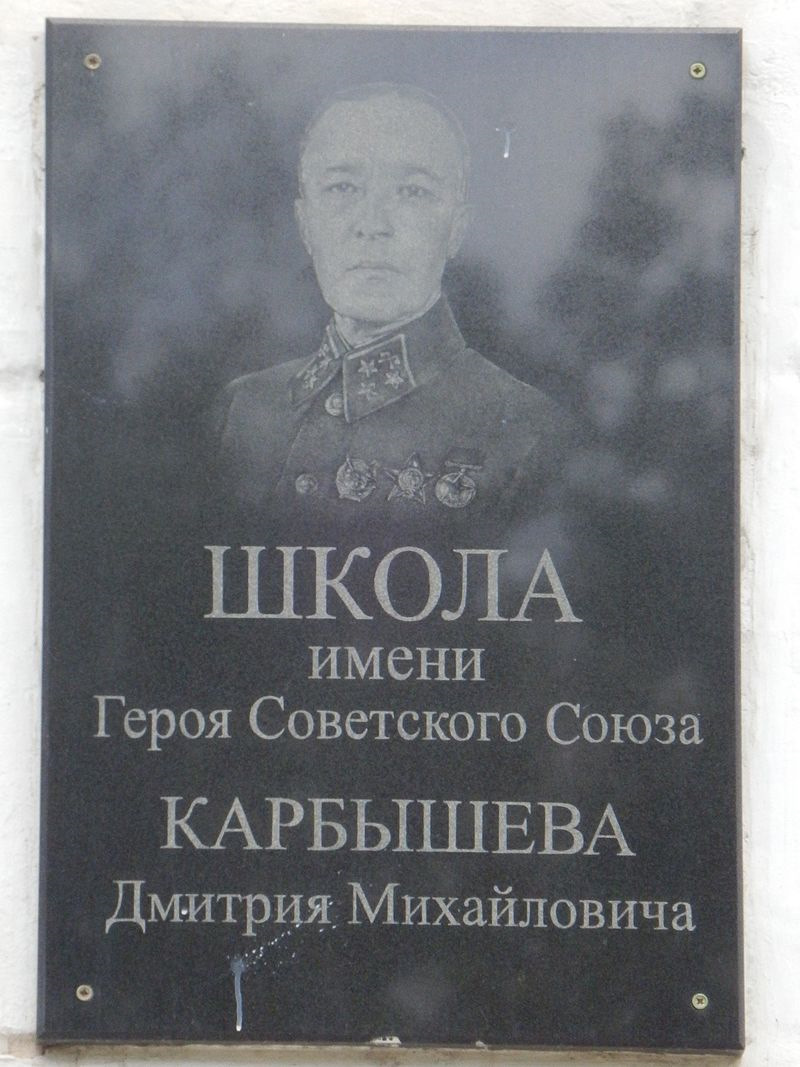 ШКОЛА
имени
Героя Советского Союза
КАРБЫШЕВА
Дмитрия Михайловича